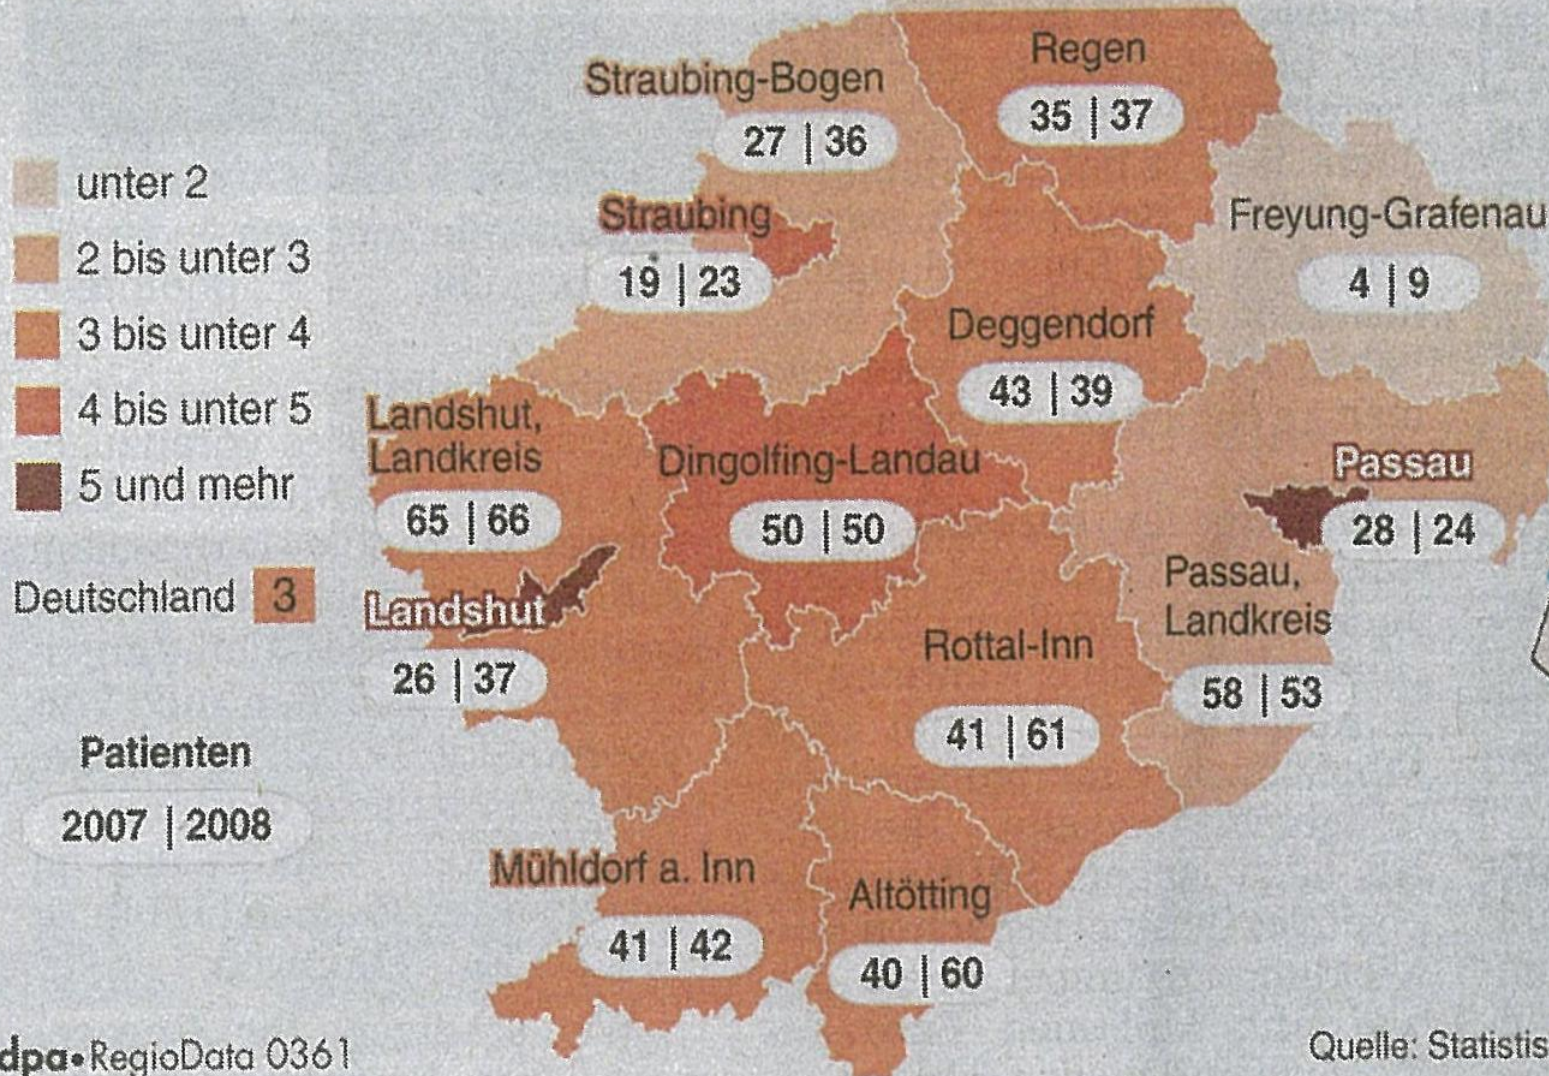 unter 2
2 bis unter 3
3 bis unter 4
4 bis unter 5
5 und mehr
Deutschland 3
Patienten
2007 | 2008
Straubing-Bogen
27 | 36
Regen
35 | 37
Straubing
19 | 23
Freyung-Grafenau
4 | 9
Deggendorf
43 | 39
Landshut,
Landkreis
65 | 66
Dingolfing-Landau
50 | 50
Passau
28 | 24
Landshut
26 | 37
Passau,
Landkreis
58 | 53
Rottal-Inn
41 | 61
Mühldorf a. Inn
41 | 42
Altötting
40 | 60
dpa•RegioData 0361
Quelle: Statistis